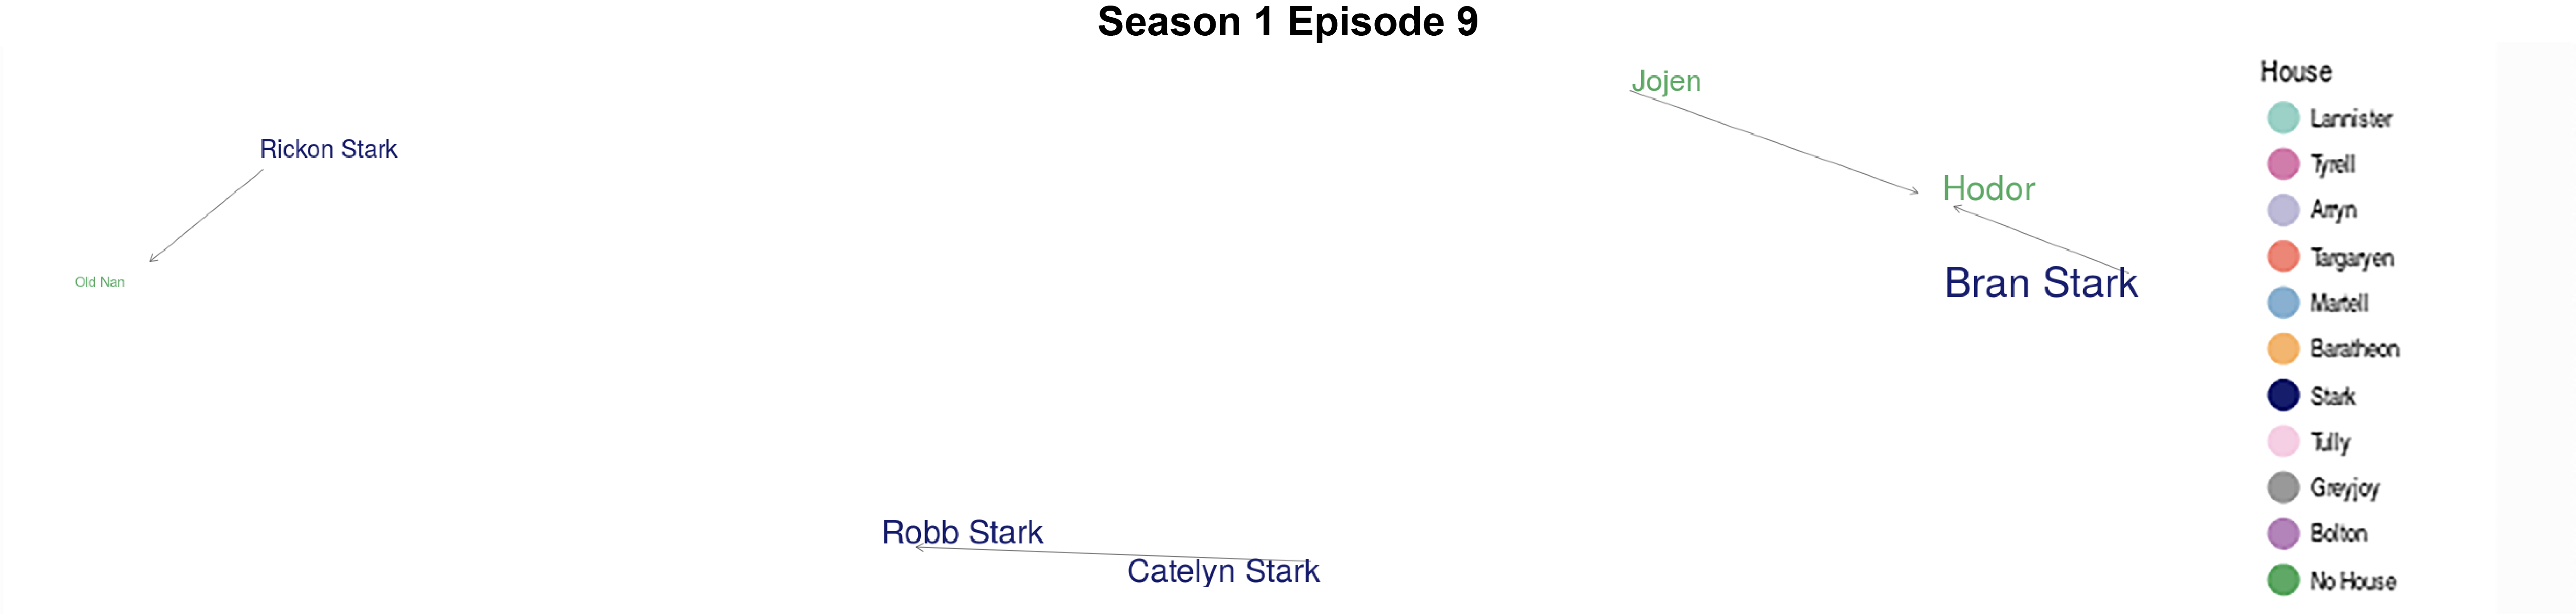 Season 1 Episode 9
Jojen
Rickon Stark
Hodor
Old Nan
Bran Stark
Robb Stark
Catelyn Stark
House
Lannister
Tyrell
Arryn
Targaryen
Martell
Baratheon
Stark
Tully
Greyjoy
Bolton
No House